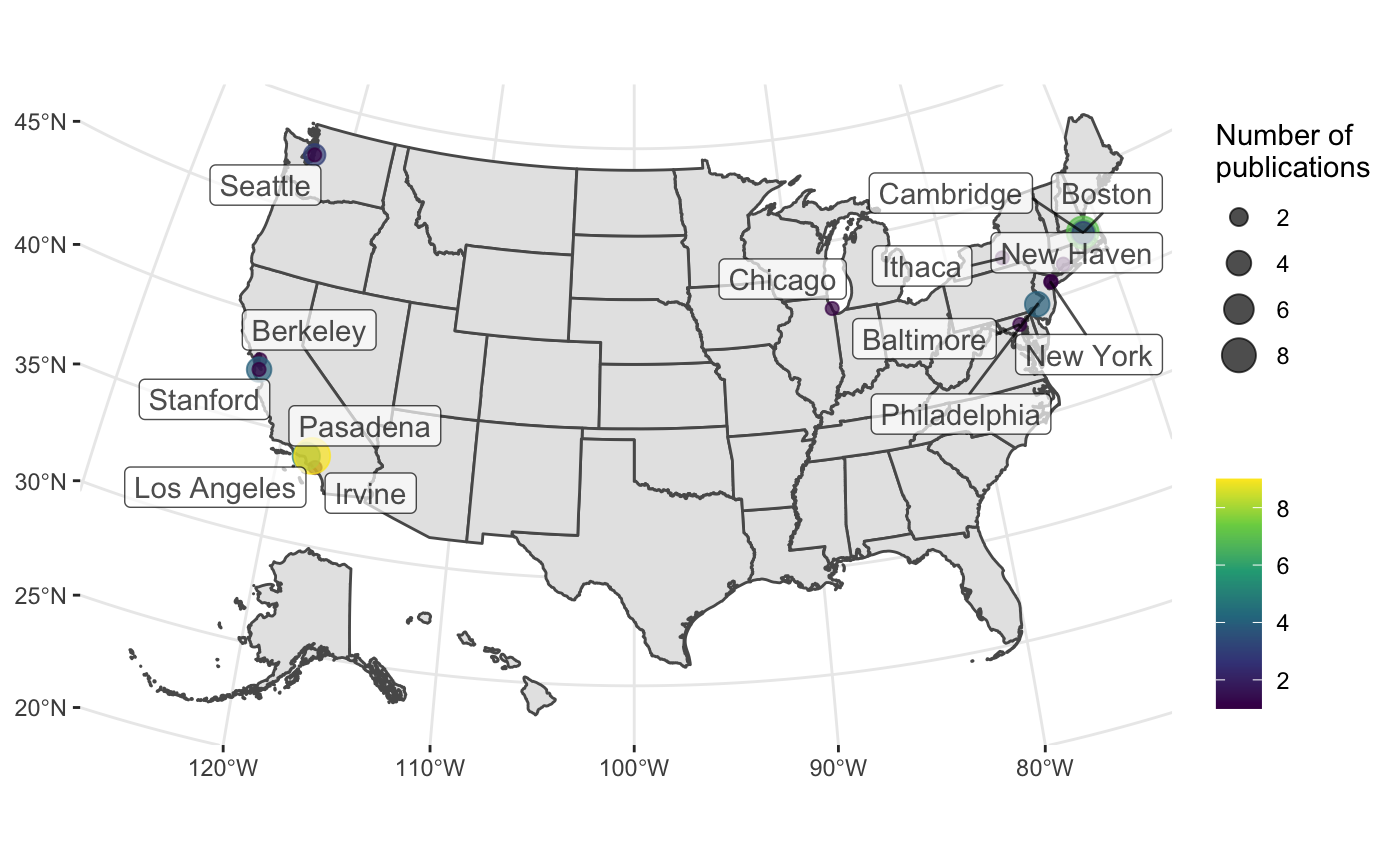 45°N
40°N
35°N
30°N
25°N
20°N
120°W
110°W
100°W
90°W
80°W
Seattle
Berkeley
Stanford
Pasadena
Los Angeles
Irvine
Chicago
Cambridge
Boston
Ithaca
New Haven
Baltimore
New York
Philadelphia
Number of
publications
2
4
6
8
8
6
4
2